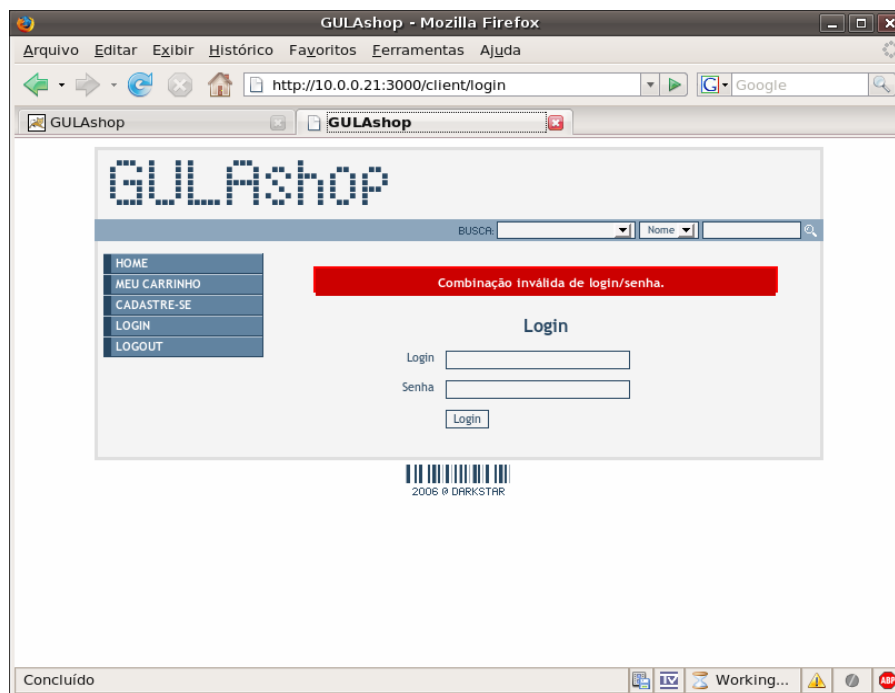 GULAshop - Mozilla Firefox
Arquivo Editar Exibir Histórico Favoritos Ferramentas Ajuda
http://10.0.0.21:3000/client/login G Google
GULAshop GULAshop
GULAshop
BUSCA: Nome
HOME
MEU CARRINHO
CADASTRE-SE
LOGIN
LOGOUT
Combinação inválida de login/senha.
Login
Login
Senha
Login
2006 @ DARKSTAR
Concluído TV Working... ABP